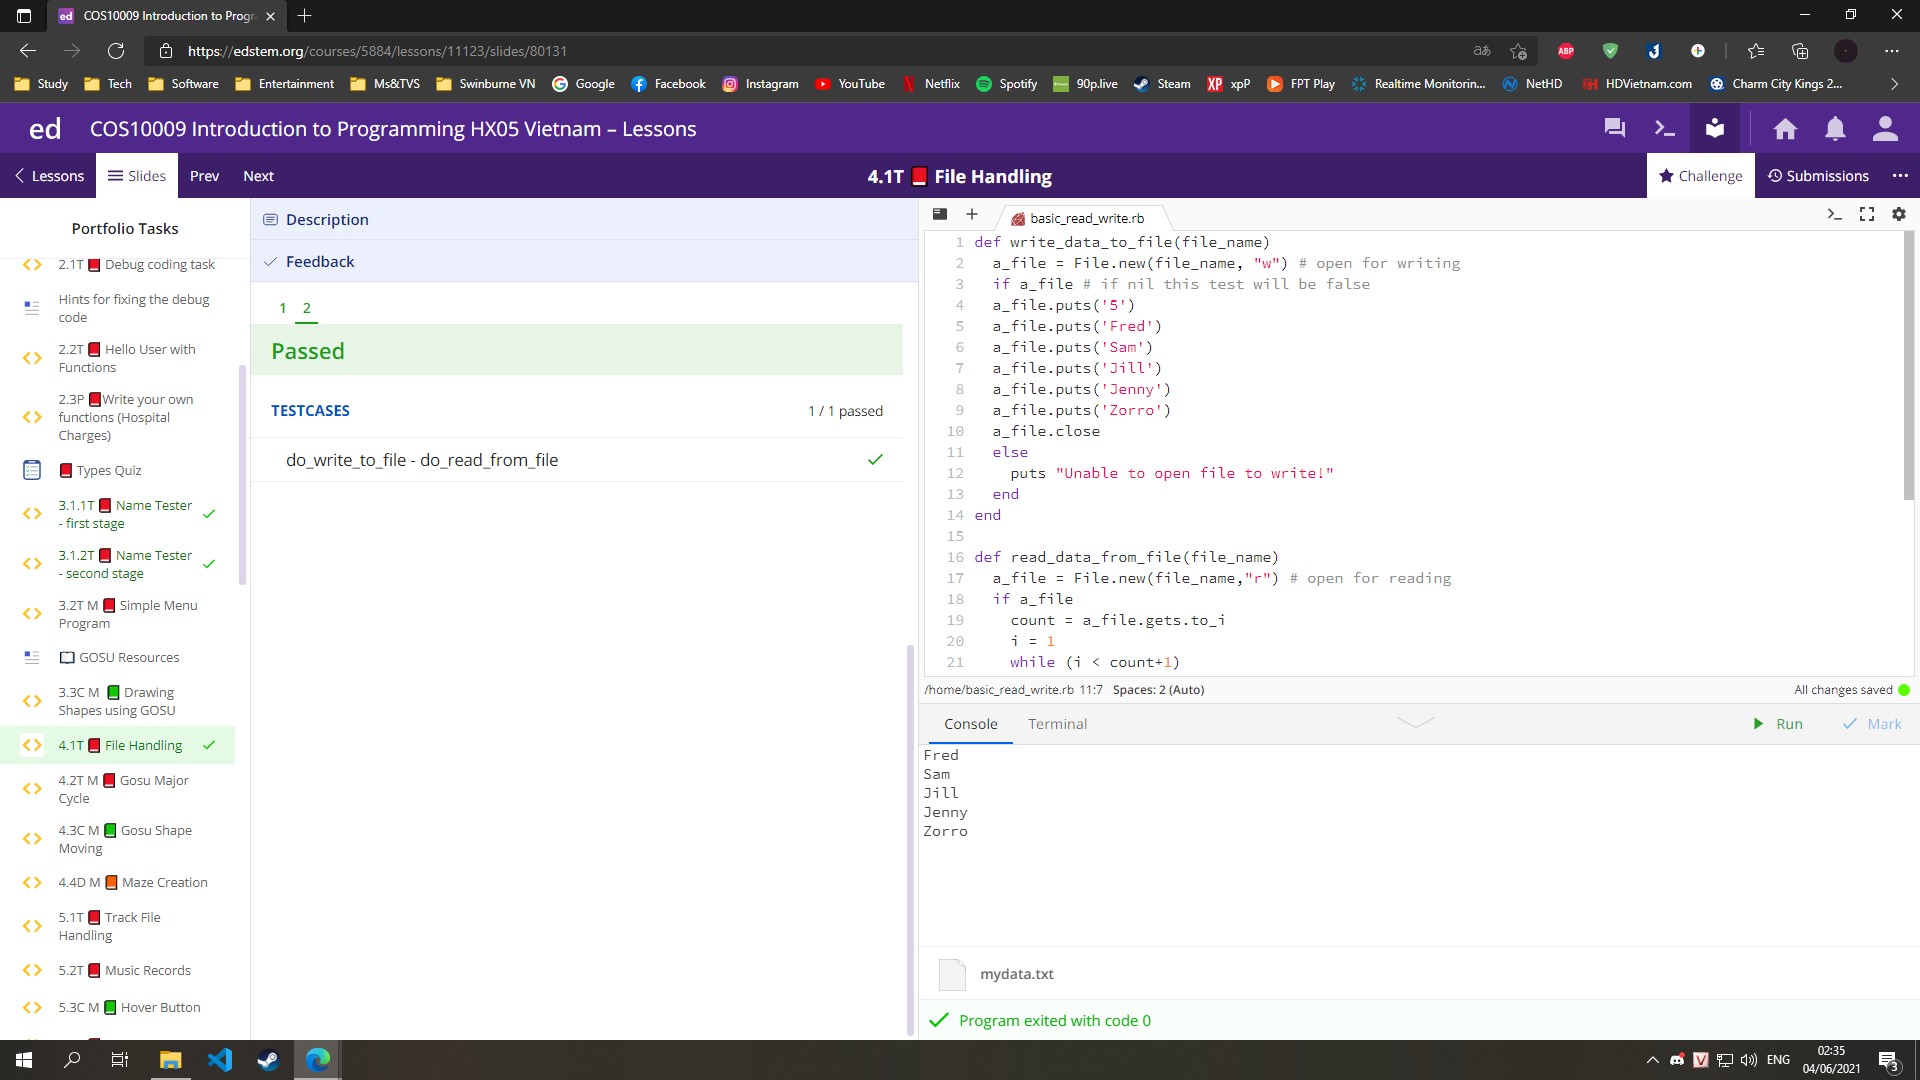 COS10009 Introduction to Progr
https://edstem.org/courses/5884/lessons/11123/slides/80131
Study
Tech
Software
Entertainment
Ms&TVS
Swinburne VN
Google
Facebook
Instagram
YouTube
Netflix
Spotify
90p.live
Steam
xpP
FPT Play
Realtime Monitorin...
NetHD
HDVietnam.com
Charm City Kings 2...
ed COS10009 Introduction to Programming HX05 Vietnam – Lessons
Lessons
Slides
Prev
Next
4.1T File Handling
Challenge
Submissions
Portfolio Tasks
2.1T Debug coding task
Hints for fixing the debug
code
2.2T Hello User with
Functions
2.3P Write your own
functions (Hospital
Charges)
Types Quiz
3.1.1T Name Tester
- first stage
3.1.2T Name Tester
- second stage
3.2T M Simple Menu
Program
GOSU Resources
3.3C M Drawing
Shapes using GOSU
4.1T File Handling
4.2T M Gosu Major
Cycle
4.3C M Gosu Shape
Moving
4.4D M Maze Creation
5.1T Track File
Handling
5.2T Music Records
5.3C M Hover Button
Description
Feedback
1 2
Passed
TESTCASES 1 / 1 passed
do_write_to_file - do_read_from_file
basic_read_write.rb
1 def write_data_to_file(file_name)
2 a_file = File.new(file_name, "w") # open for writing
3 if a_file # if nil this test will be false
4 a_file.puts('5')
5 a_file.puts('Fred')
6 a_file.puts('Sam')
7 a_file.puts('Jill')
8 a_file.puts('Jenny')
9 a_file.puts('Zorro')
10 a_file.close
11 else
12 puts "Unable to open file to write!"
13 end
14 end
15
16 def read_data_from_file(file_name)
17 a_file = File.new(file_name,"r") # open for reading
18 if a_file
19 count = a_file.gets.to_i
20 i = 1
21 while (i < count+1)
/home/basic_read_write.rb 11:7 Spaces: 2 (Auto) All changes saved
Console
Terminal
Run
Mark
Fred
Sam
Jill
Jenny
Zorro
mydata.txt
Program exited with code 0
ENG
02:35
04/06/2021
3